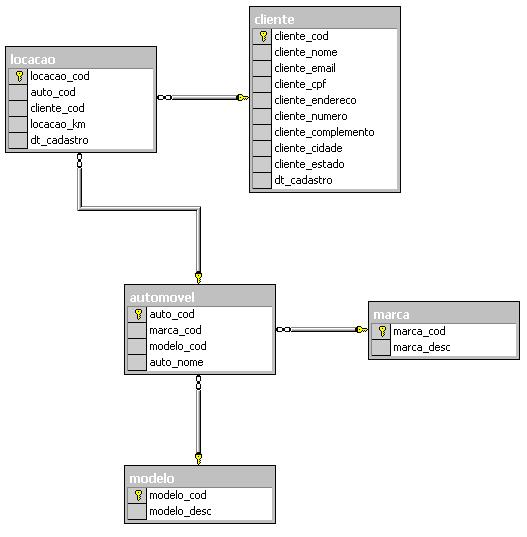 locacao
locacao_cod
auto_cod
cliente_cod
locacao_km
dt_cadastro
cliente
cliente_cod
cliente_nome
cliente_email
cliente_cpf
cliente_endereco
cliente_numero
cliente_complemento
cliente_cidade
cliente_estado
dt_cadastro
automovel
auto_cod
marca_cod
modelo_cod
auto_nome
marca
marca_cod
marca_desc
modelo
modelo_cod
modelo_desc